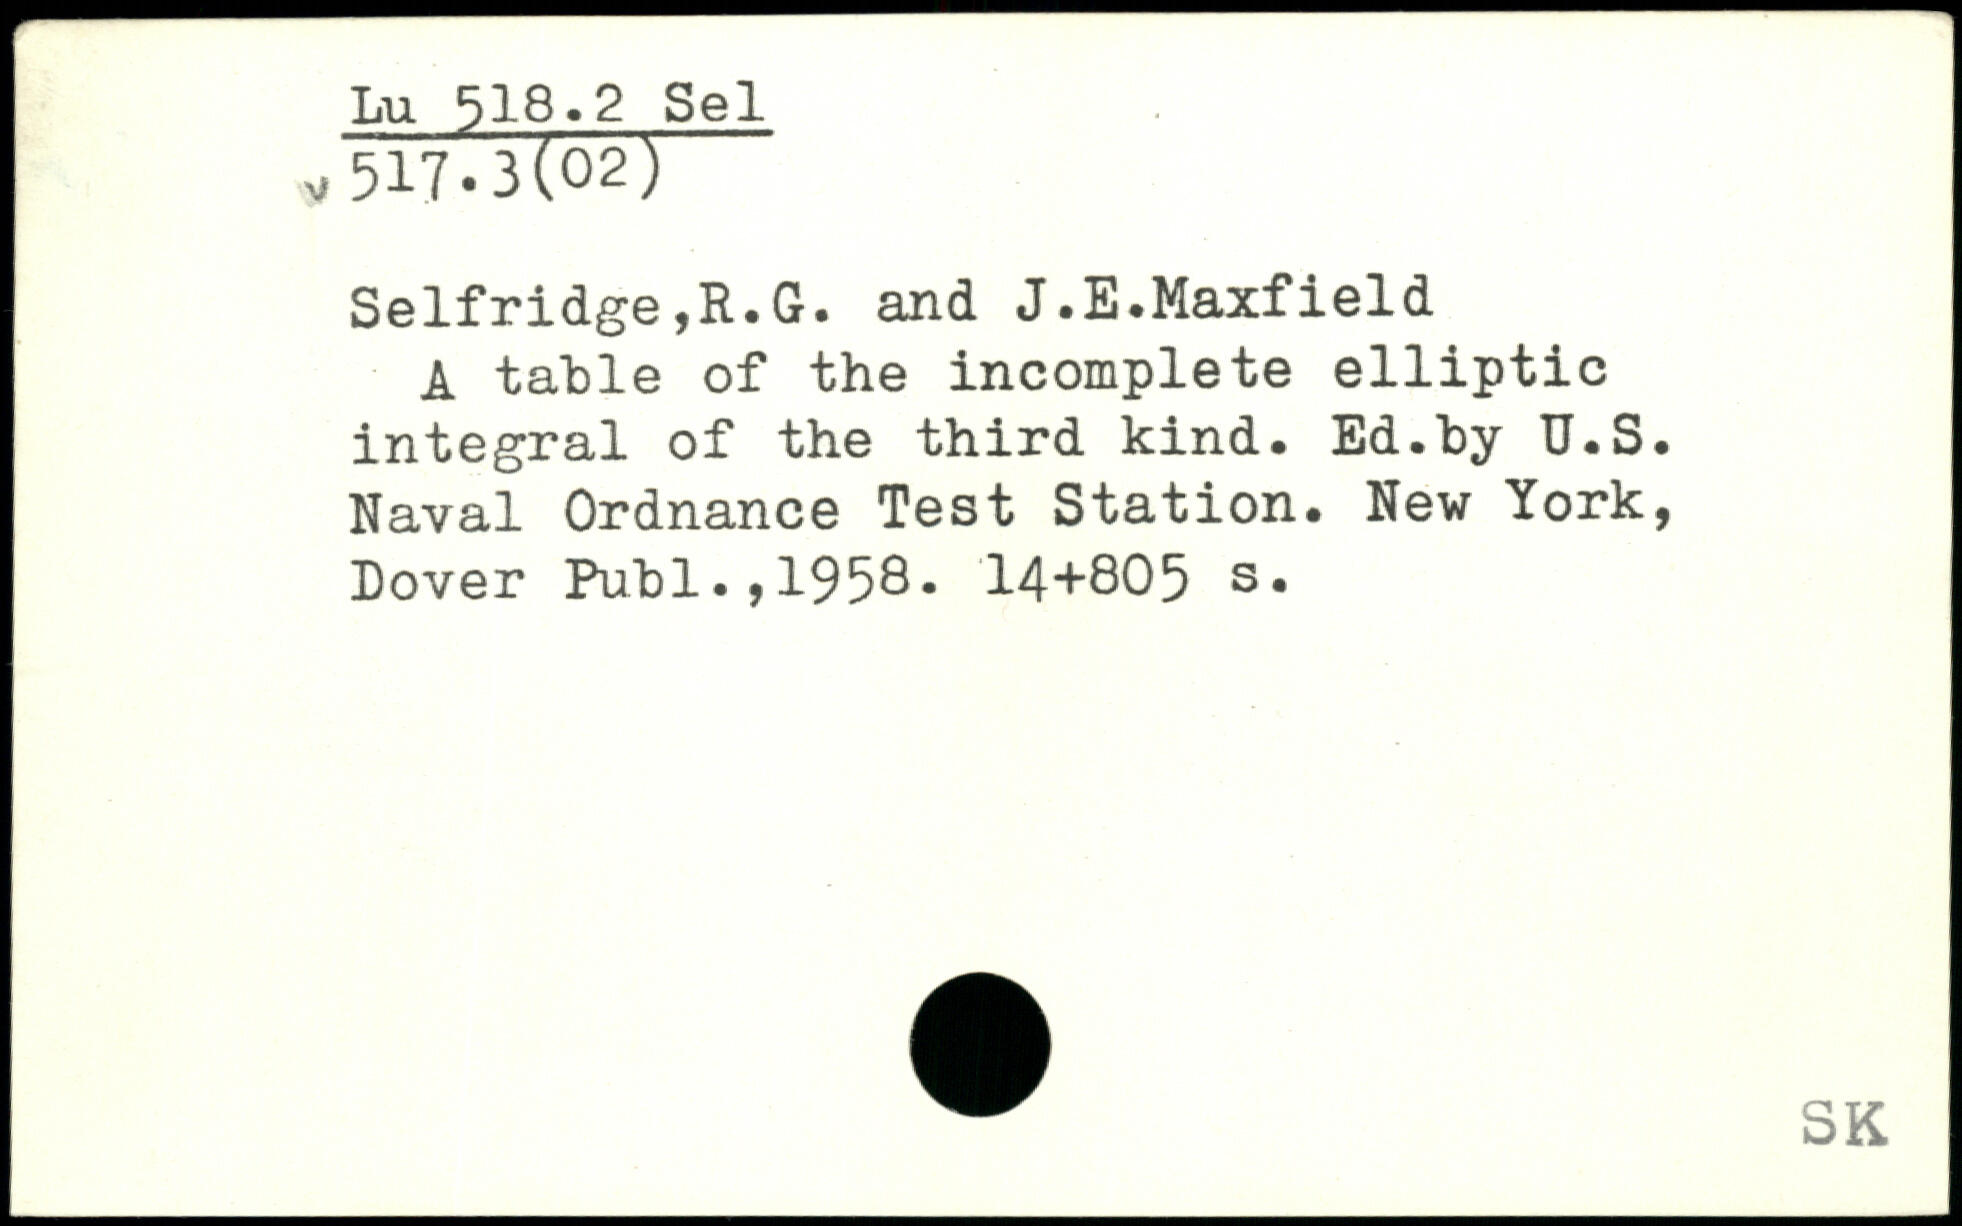 Lu 518.2 Sel
v 517.3(02)
Selfridge,R.G. and J.E.Maxfield
A table of the incomplete elliptic
integral of the third kind. Ed.by U.S.
Naval Ordnance Test Station. New York,
Dover Publ.,1958. 14+805 s.
SK